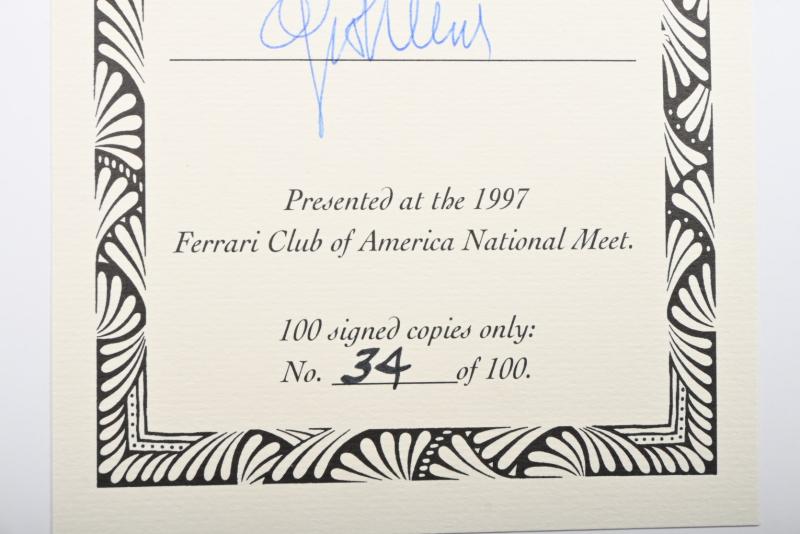 Presented at the 1997
Ferrari Club of America National Meet.
100 signed copies only:
No. 34 of 100.